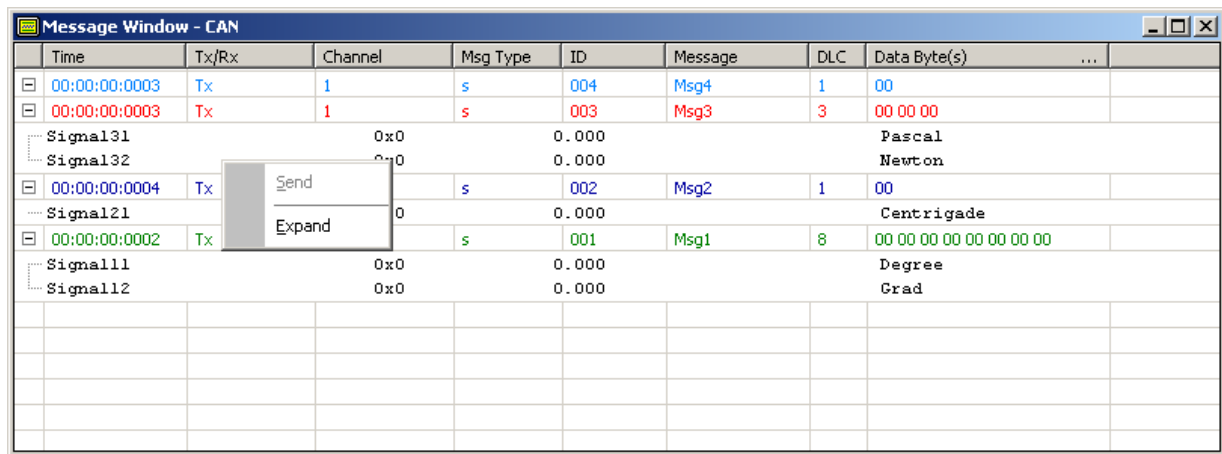 Message Window - CAN
Time Tx/Rx Channel Msg Type ID Message DLC Data Byte(s) ...
00:00:00:0003 Tx 1 s 004 Msg4 1 00
00:00:00:0003 Tx 1 s 003 Msg3 3 00 00 00
Signal31 0x0 0.000 Pascal
Signal32 0x0 0.000 Newton
Send
00:00:00:0004 Tx s 002 Msg2 1 00
Signal21 0 0.000 Centrigade
Expand
00:00:00:0002 Tx s 001 Msg1 8 00 00 00 00 00 00 00 00
Signal11 0x0 0.000 Degree
Signal12 0x0 0.000 Grad